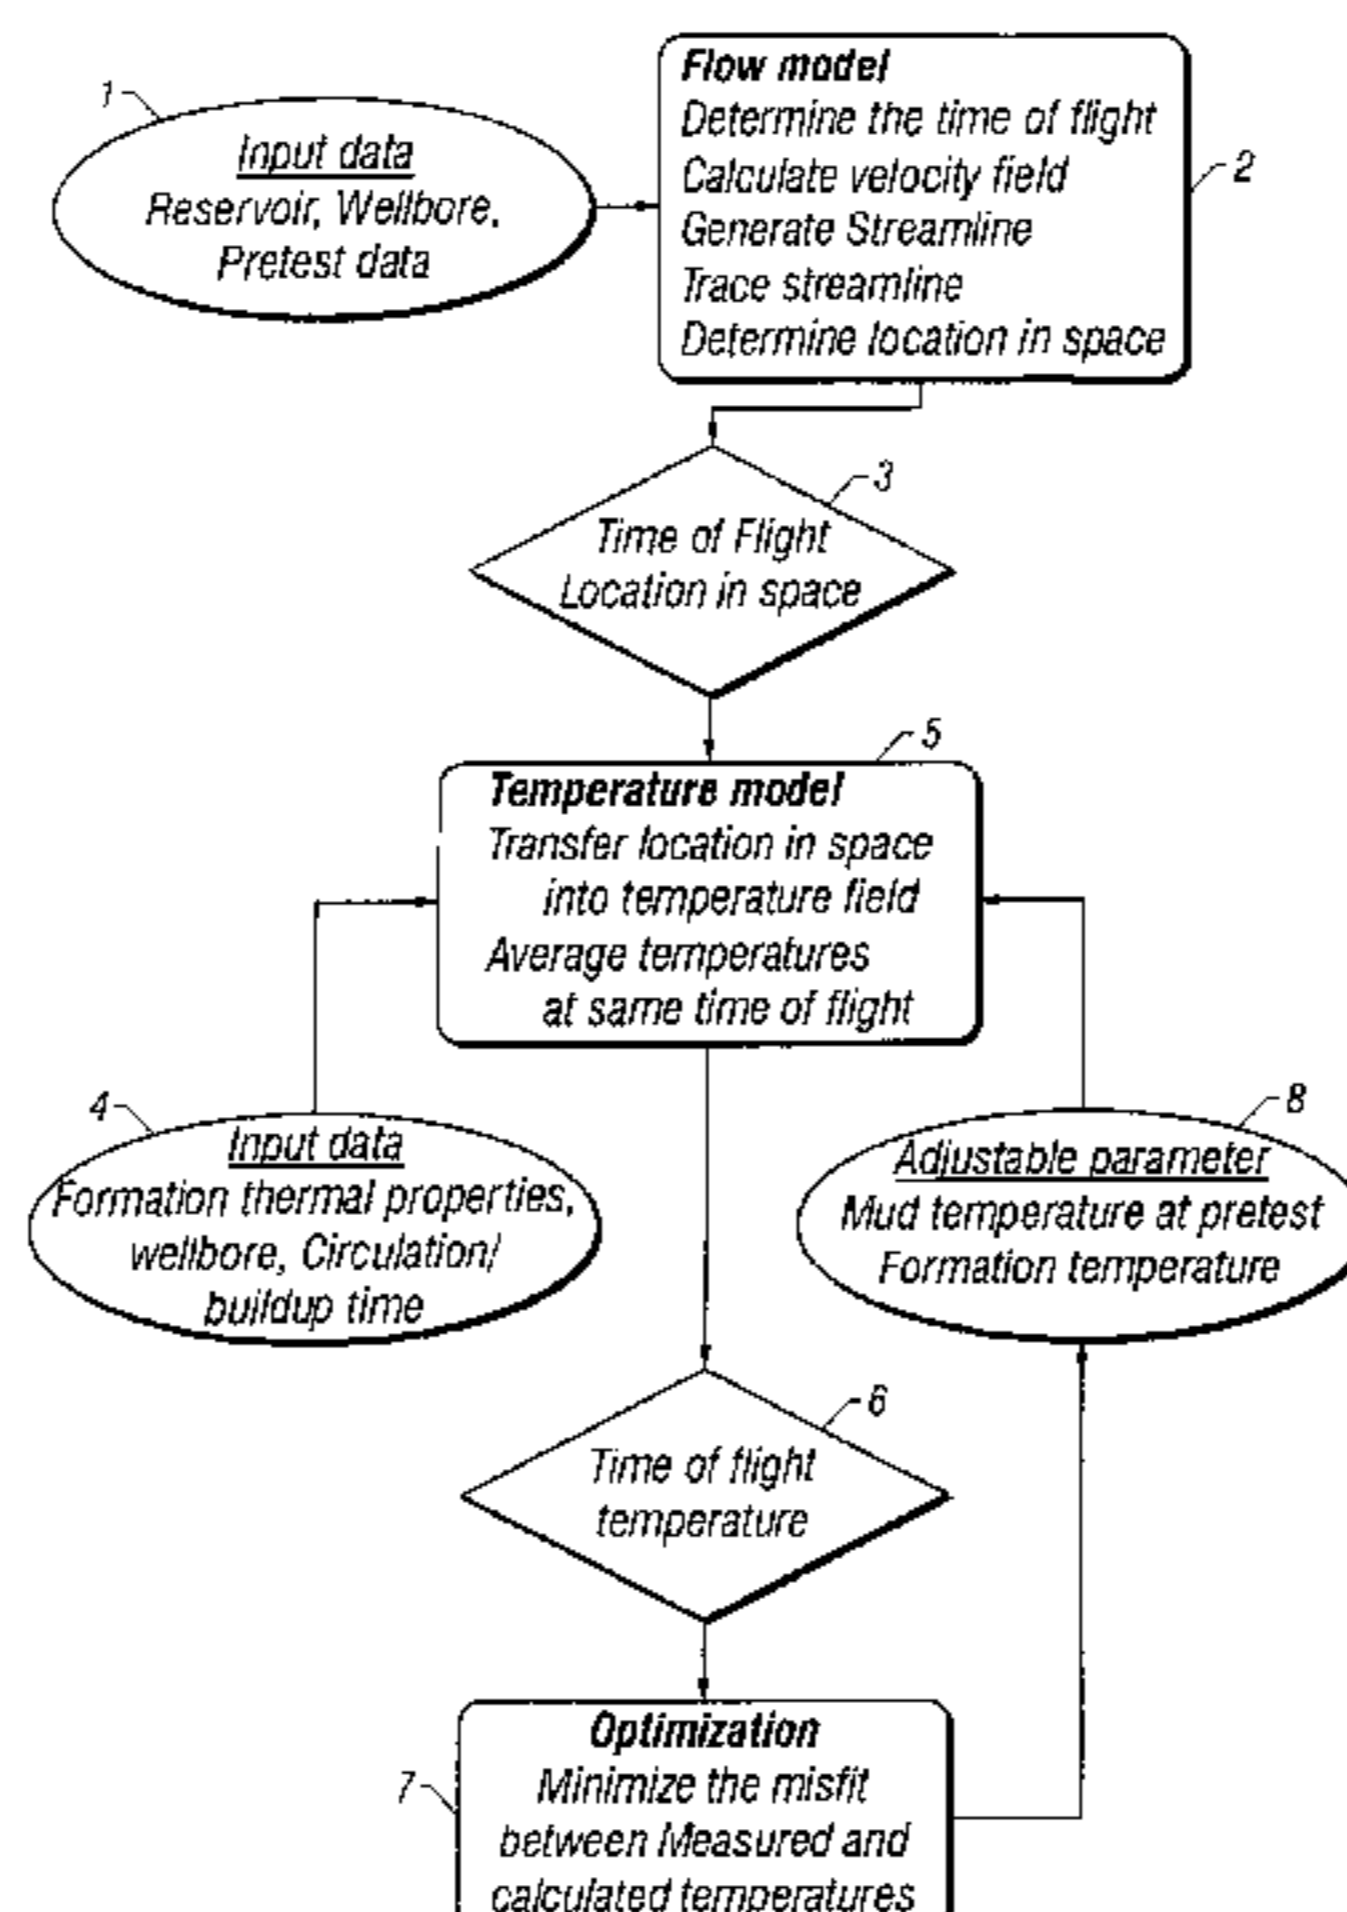 1
Input data
Reservoir, Wellbore,
Pretest data
Flow model
Determine the time of flight
Calculate velocity field
Generate Streamline
Trace streamline
Determine location in space
2
3
Time of Flight
Location in space
5
Temperature model
Transfer location in space
into temperature field
Average temperatures
at same time of flight
4
Input data
Formation thermal properties,
wellbore, Circulation/
buildup time
8
Adjustable parameter
Mud temperature at pretest
Formation temperature
6
Time of flight
temperature
7
Optimization
Minimize the misfit
between Measured and
calculated temperatures